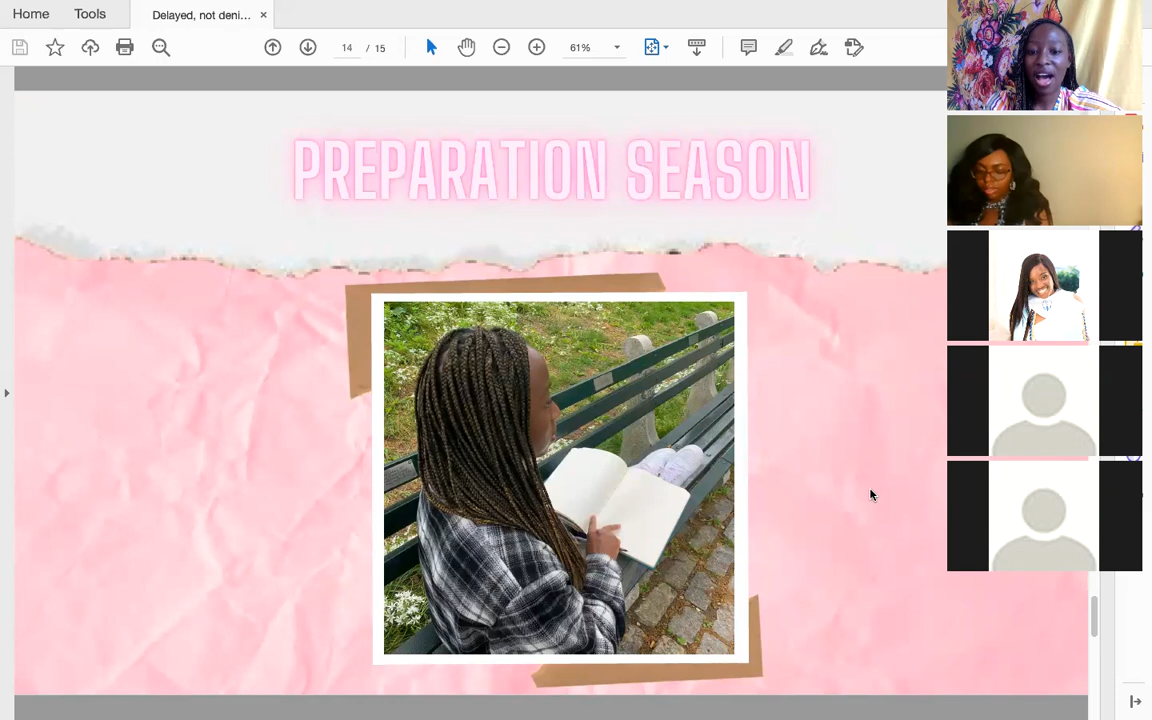 Home Tools Delayed, not deni... ×
14 / 15 61%
PREPARATION SEASON